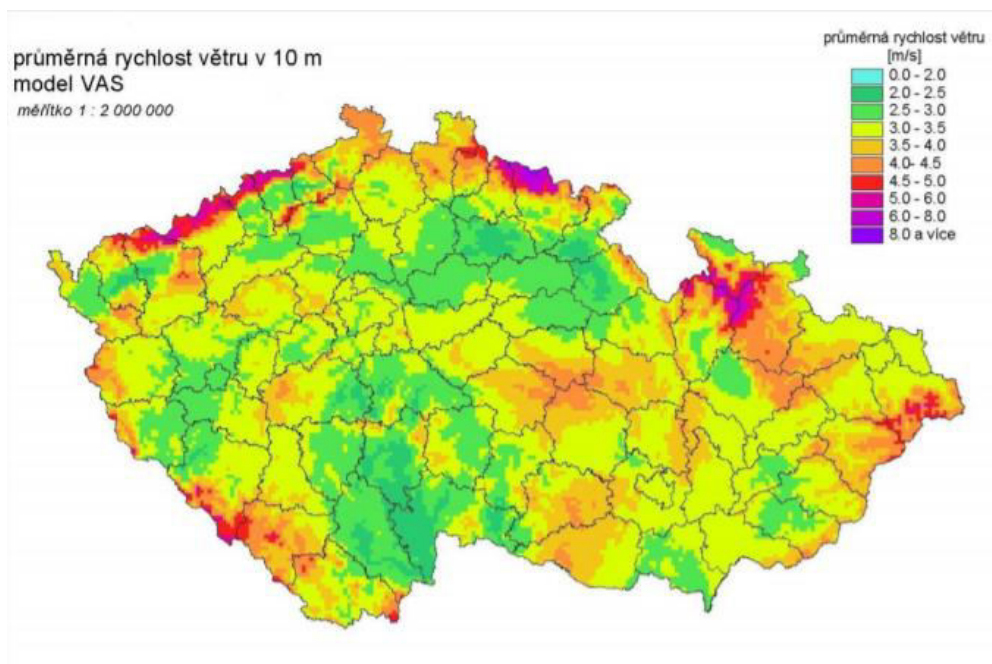 průměrná rychlost větru v 10 m
model VAS
měřítko 1 : 2 000 000
průměrná rychlost větru
[m/s]
0.0 - 2.0
2.0 - 2.5
2.5 - 3.0
3.0 - 3.5
3.5 - 4.0
4.0- 4.5
4.5 - 5.0
5.0 - 6.0
6.0 - 8.0
8.0 a více